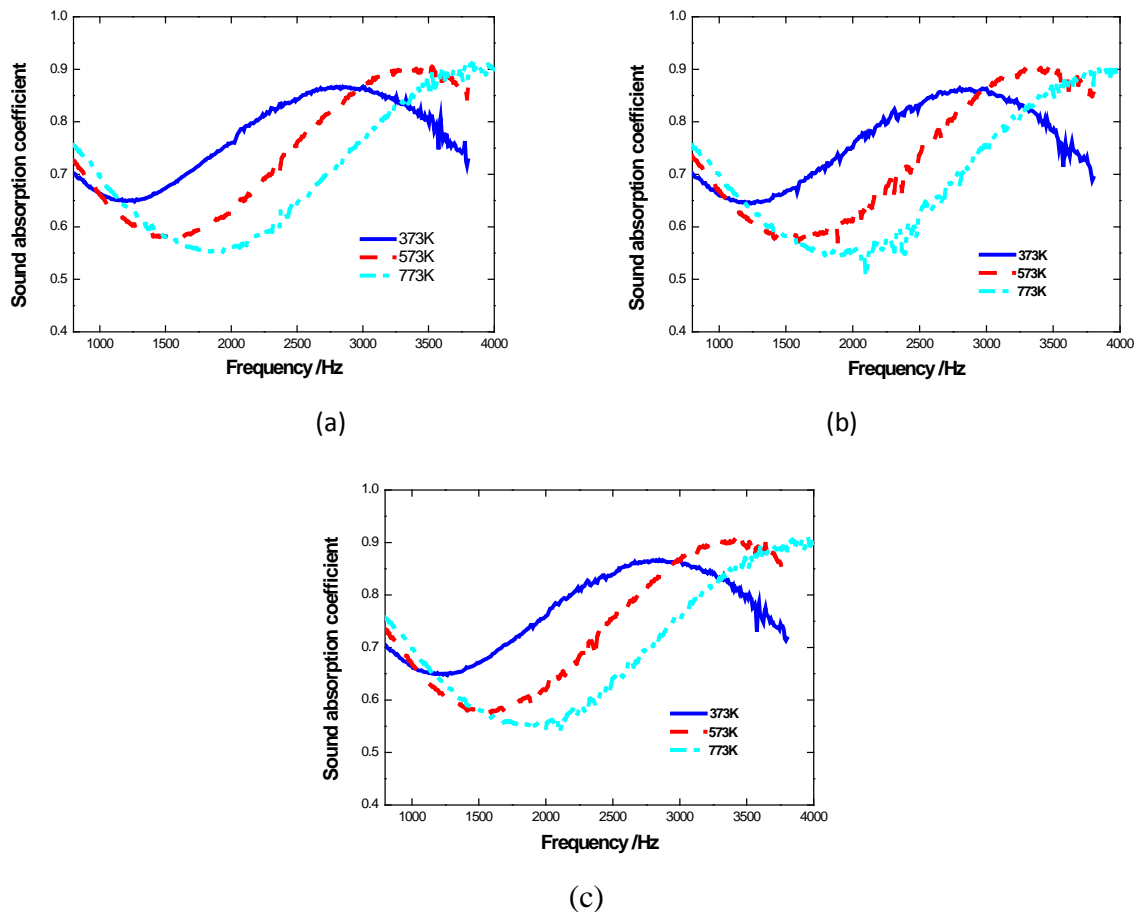 1.0
0.9
0.8
0.7
0.6
0.5
0.4
Sound absorption coefficient
373K
573K
773K
1000 1500 2000 2500 3000 3500 4000
Frequency /Hz
(a)
1.0
0.9
0.8
0.7
0.6
0.5
0.4
Sound absorption coefficient
373K
573K
773K
1000 1500 2000 2500 3000 3500 4000
Frequency /Hz
(b)
1.0
0.9
0.8
0.7
0.6
0.5
0.4
Sound absorption coefficient
373K
573K
773K
1000 1500 2000 2500 3000 3500 4000
Frequency /Hz
(c)